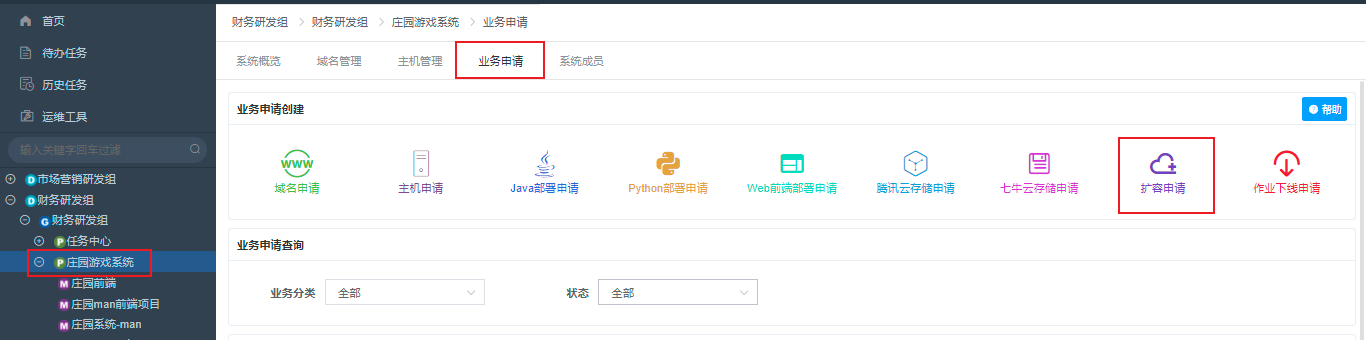 首页
待办任务
历史任务
运维工具
输入关键字回车过滤
D市场营销研发组
D财务研发组
G财务研发组
P任务中心
P庄园游戏系统
M庄园前端
M庄园man前端项目
M庄园系统-man
财务研发组 > 财务研发组 > 庄园游戏系统 > 业务申请
系统概览 域名管理 主机管理 业务申请 系统成员
业务申请创建 帮助
www
域名申请 主机申请 Java部署申请 Python部署申请 Web前端部署申请 腾讯云存储申请 七牛云存储申请 扩容申请 作业下线申请
业务申请查询
业务分类 全部 状态 全部